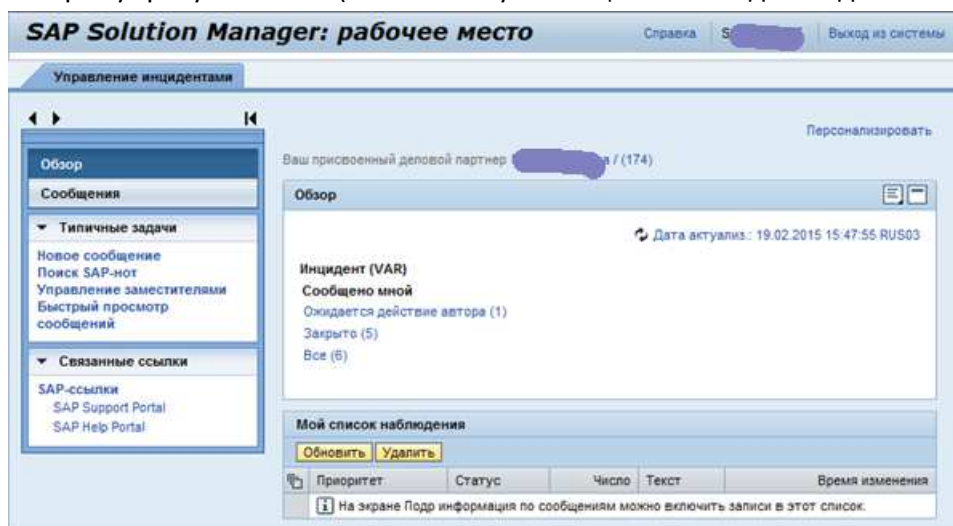 SAP Solution Manager: рабочее место
Справка
S
Выход из системы
Управление инцидентами
Персонализировать
Обзор
Сообщения
Типичные задачи
Новое сообщение
Поиск SAP-нот
Управление заместителями
Быстрый просмотр
сообщений
Связанные ссылки
SAP-ссылки
SAP Support Portal
SAP Help Portal
Ваш присвоенный деловой партнер / (174)
Обзор
Дата актуализ.: 19.02.2015 15:47:55 RUS03
Инцидент (VAR)
Сообщено мной
Ожидается действие автора (1)
Закрыто (5)
Все (6)
Мой список наблюдения
Обновить Удалить
Приоритет Статус Число Текст Время изменения
На экране Подр информация по сообщениям можно включить записи в этот список.